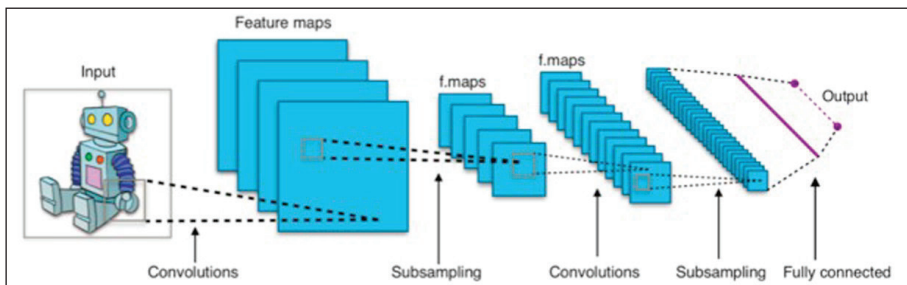 Feature maps
Input
f.maps
f.maps
Output
Convolutions
Subsampling
Convolutions
Subsampling
Fully connected